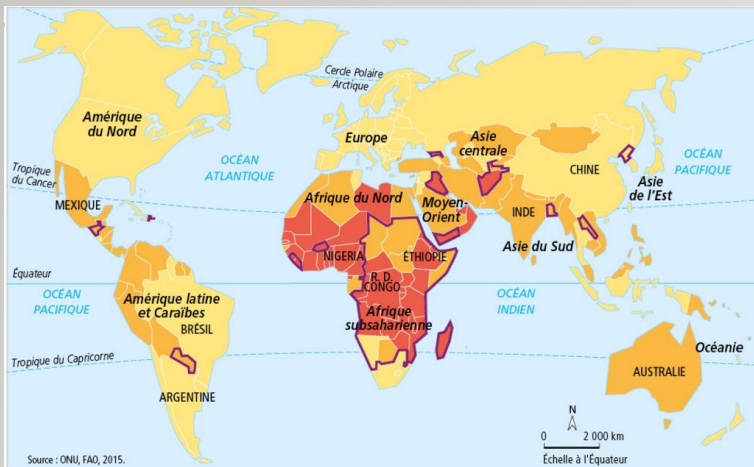 Cercle Polaire
Arctique
Amérique
du Nord
Europe
Asie
centrale
OCÉAN
ATLANTIQUE
CHINE
OCÉAN
PACIFIQUE
Tropique
du Cancer
MEXIQUE
Afrique du Nord
Moyen-
Orient
INDE
Asie
de l'Est
Asie du Sud
NIGERIA
ÉTHIOPIE
Équateur
R. D.
CONGO
OCÉAN
PACIFIQUE
Amérique latine
et Caraïbes
BRÉSIL
OCÉAN
INDIEN
Afrique
subsaharienne
Océanie
Tropique du Capricorne
AUSTRALIE
ARGENTINE
N
0 2 000 km
Échelle à l'Équateur
Source : ONU, FAO, 2015.